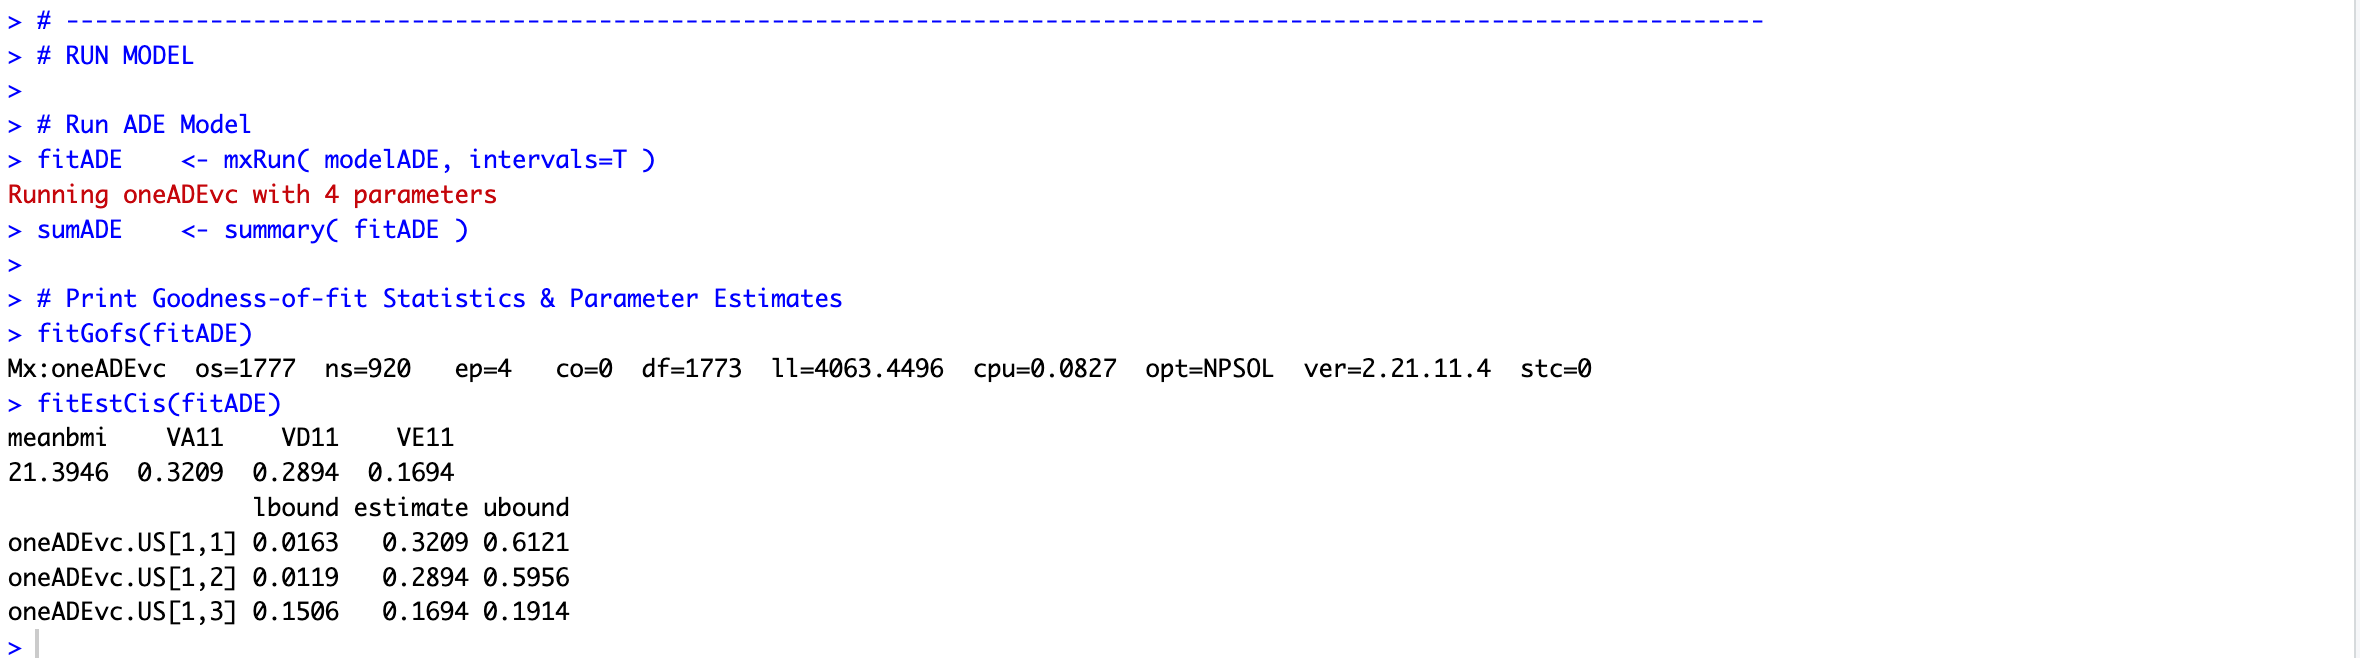 > # ----------------------------------------------------------------------------------------------------------------------
> # RUN MODEL
>
> # Run ADE Model
> fitADE    <- mxRun( modelADE, intervals=T )
Running oneADEvc with 4 parameters
> sumADE    <- summary( fitADE )
>
> # Print Goodness-of-fit Statistics & Parameter Estimates
> fitGofs(fitADE)
Mx:oneADEvc  os=1777  ns=920   ep=4   co=0  df=1773  ll=4063.4496  cpu=0.0827  opt=NPSOL  ver=2.21.11.4  stc=0
> fitEstCis(fitADE)
meanbmi    VA11    VD11    VE11
21.3946  0.3209  0.2894  0.1694
                 lbound estimate ubound
oneADEvc.US[1,1] 0.0163   0.3209 0.6121
oneADEvc.US[1,2] 0.0119   0.2894 0.5956
oneADEvc.US[1,3] 0.1506   0.1694 0.1914
>